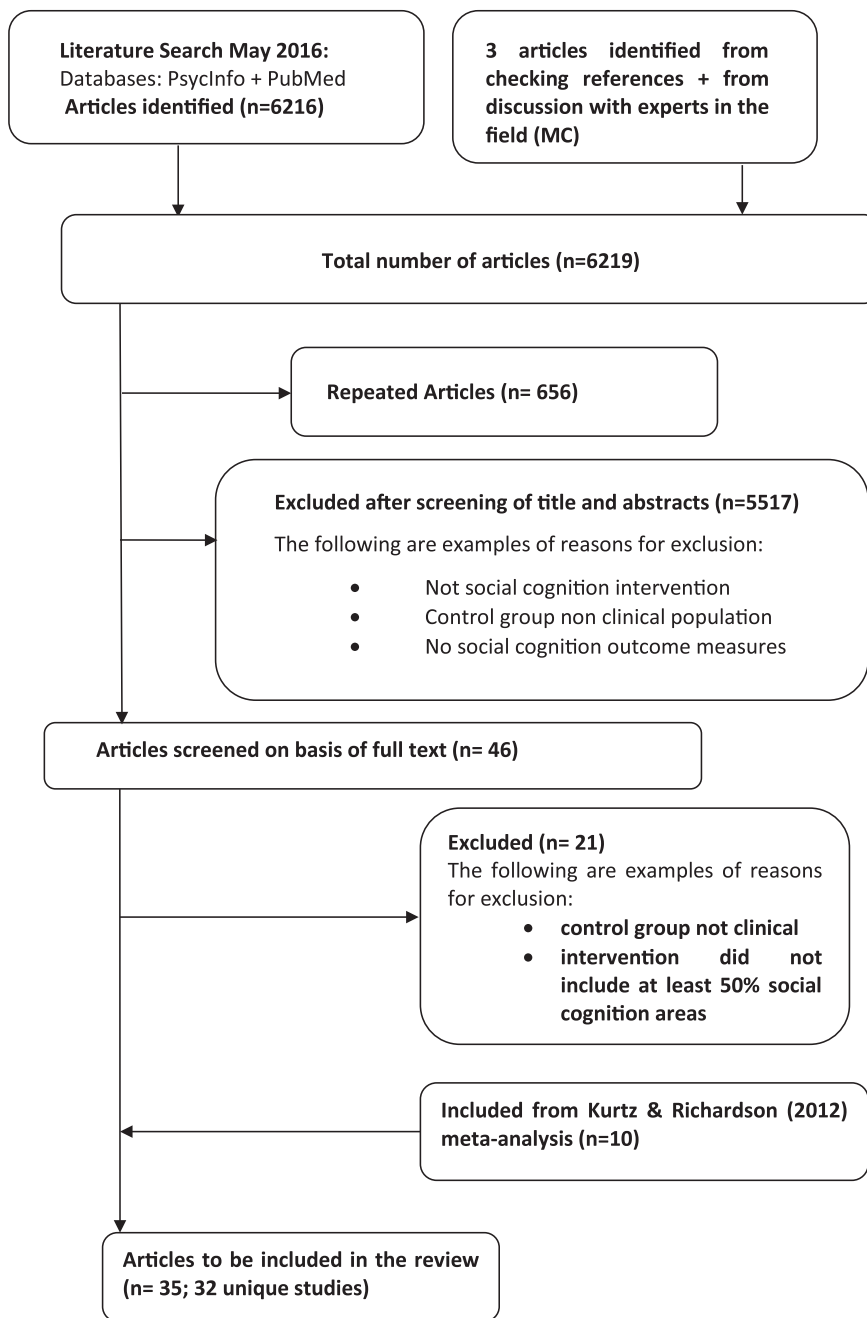 Literature Search May 2016:
Databases: PsycInfo + PubMed
Articles identified (n=6216)
3 articles identified from
checking references + from
discussion with experts in the
field (MC)
Total number of articles (n=6219)
Repeated Articles (n= 656)
Excluded after screening of title and abstracts (n=5517)
The following are examples of reasons for exclusion:
• Not social cognition intervention
• Control group non clinical population
• No social cognition outcome measures
Articles screened on basis of full text (n= 46)
Excluded (n= 21)
The following are examples of reasons
for exclusion:
• control group not clinical
• intervention did not
include at least 50% social
cognition areas
Included from Kurtz & Richardson (2012)
meta-analysis (n=10)
Articles to be included in the review
(n= 35; 32 unique studies)